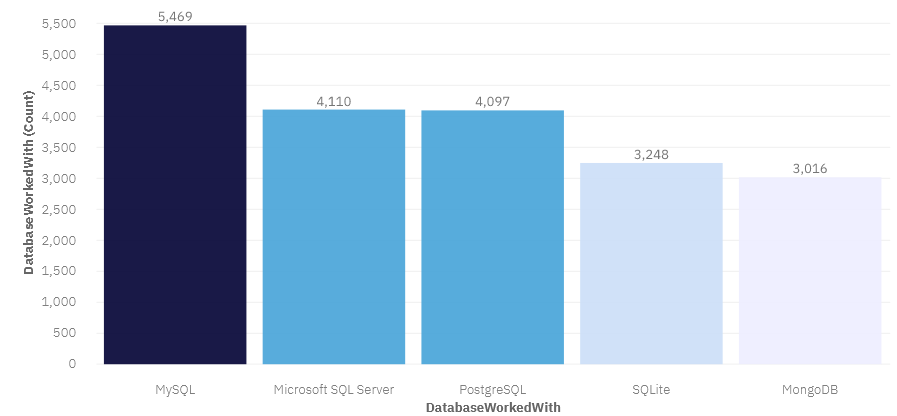 DatabaseWorkedWith (Count)
5,500
5,000
4,500
4,000
3,500
3,000
2,500
2,000
1,500
1,000
500
0
5,469
4,110
4,097
3,248
3,016
MySQL
Microsoft SQL Server
PostgreSQL
SQLite
MongoDB
DatabaseWorkedWith